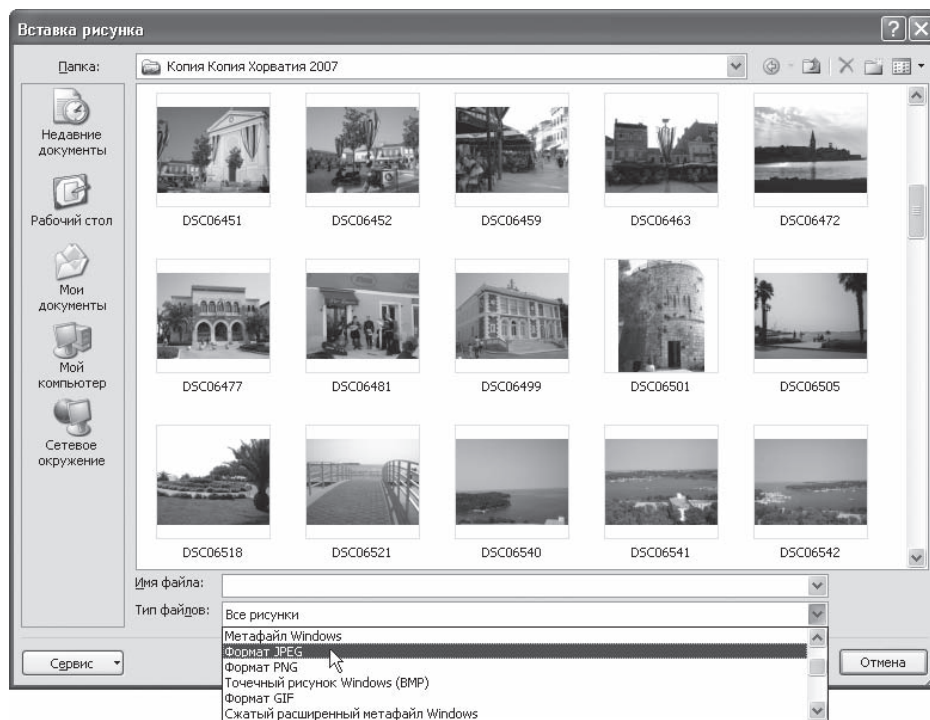 Вставка рисунка
Папка: Копия Копия Хорватия 2007
Недавние
документы
Рабочий стол
Мои
документы
Мой
компьютер
Сетевое
окружение
DSC06451 DSC06452 DSC06459 DSC06463 DSC06472
DSC06477 DSC06481 DSC06499 DSC06501 DSC06505
DSC06518 DSC06521 DSC06540 DSC06541 DSC06542
Имя файла:
Тип файлов: Все рисунки
Метафайл Windows
Формат JPEG
Формат PNG
Точечный рисунок Windows (BMP)
Формат GIF
Сжатый расширенный метафайл Windows
Сервис
Отмена